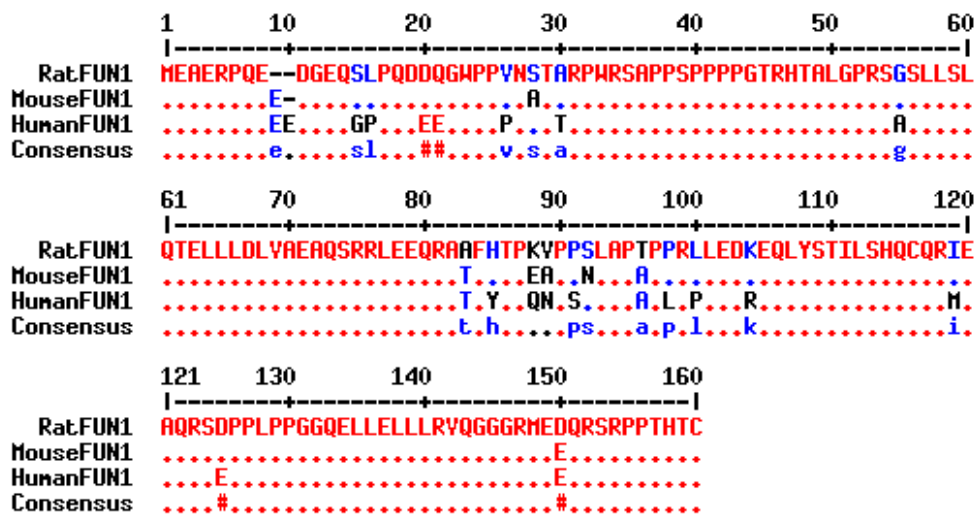 1 10 20 30 40 50 60
|--------+---------+---------+---------+---------+---------|
RatFUN1 MEAERPQE--DGEQSLPQDDQGWPPVNSTARPWRSAPPSPPPPGTRHTALGPRSGSLLSL
MouseFUN1 ........E-.................A................................
HumanFUN1 ........EE....GP...EE....P...T........................A.....
Consensus ........e.....sl...##....v.s.a........................g.....
61 70 80 90 100 110 120
|--------+---------+---------+---------+---------+---------|
RatFUN1 QTELLLDLVAEAQSRRLEEQRAAFHTPKVPPSLAPTPPRLLEDKEQLYSTILSHQCQRIE
MouseFUN1 ......................T....EA..N...A........................
HumanFUN1 ......................T.Y..QN.S....A.L.P...R..............M.
Consensus ......................t.h.....ps...a.p.l...k..............i.
121 130 140 150 160
|--------+---------+---------+---------|
RatFUN1 AQRSDPPLPPGGQELLELLLRVQGGGRMEDQRSRPPTHTC
MouseFUN1 .............................E..........
HumanFUN1 ....E........................E..........
Consensus ....#........................#..........